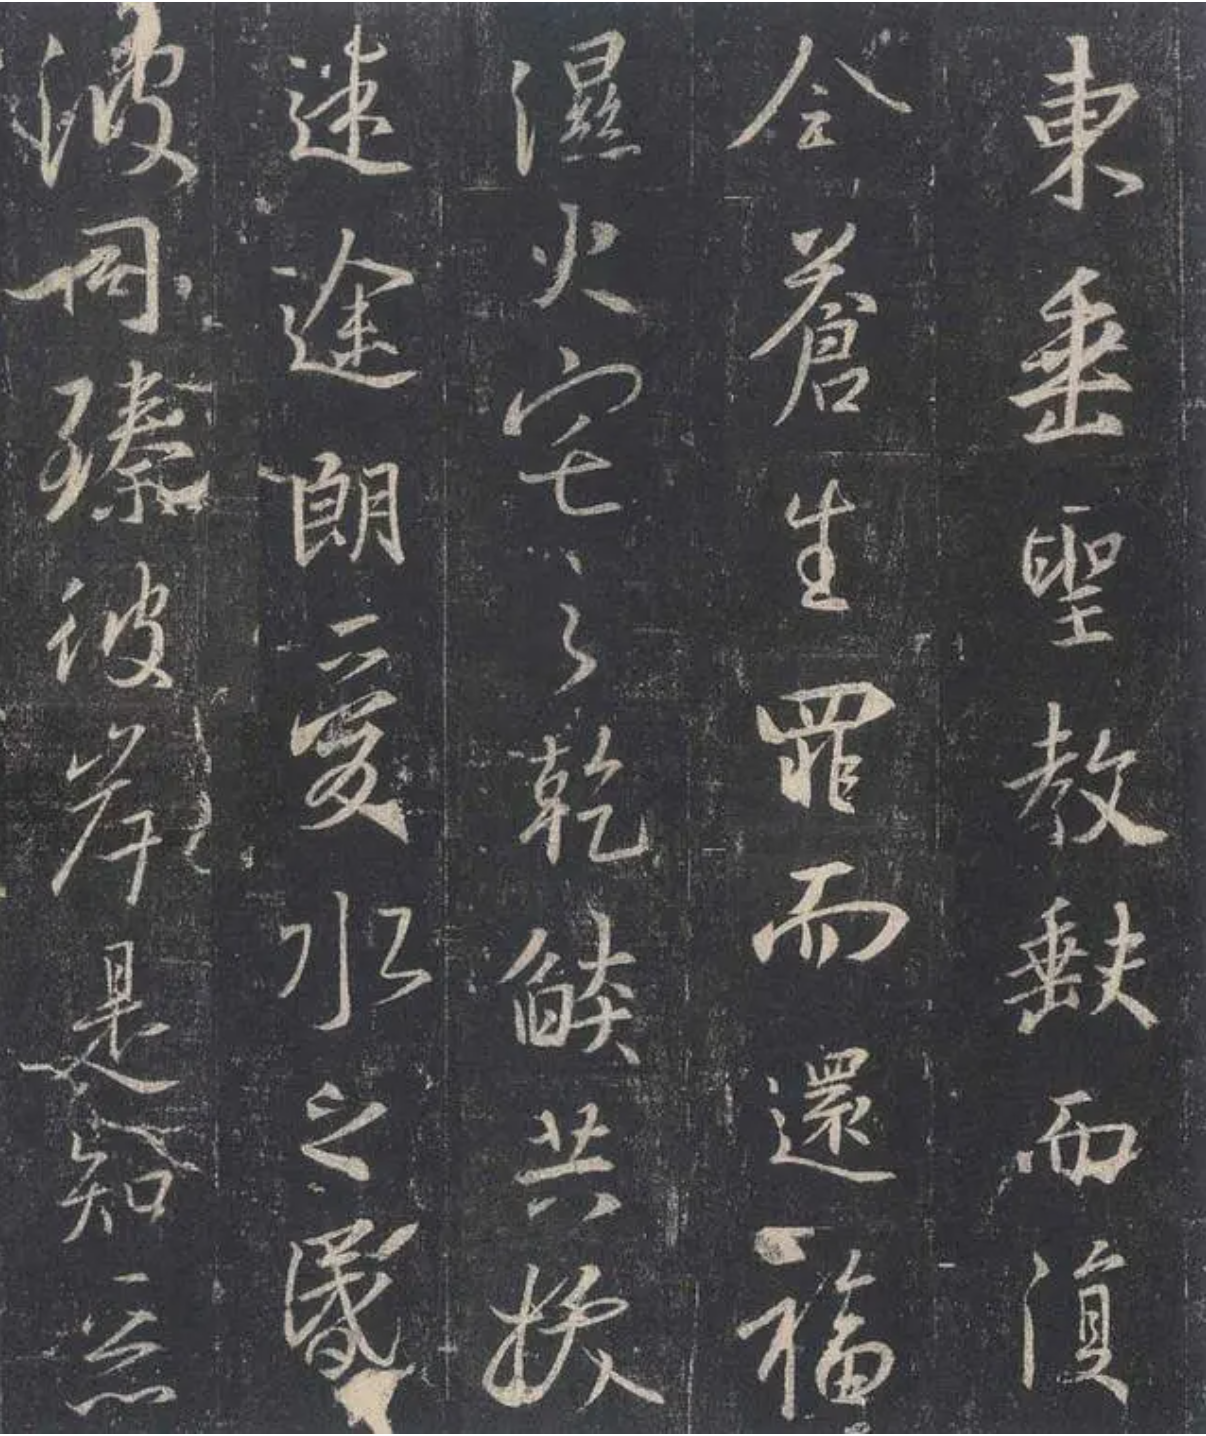 東垂聖教缺而復
全蒼生罪而還福
濕火宅之乾焰共拔
迷途朗愛水之昏
波同臻彼岸是知惡